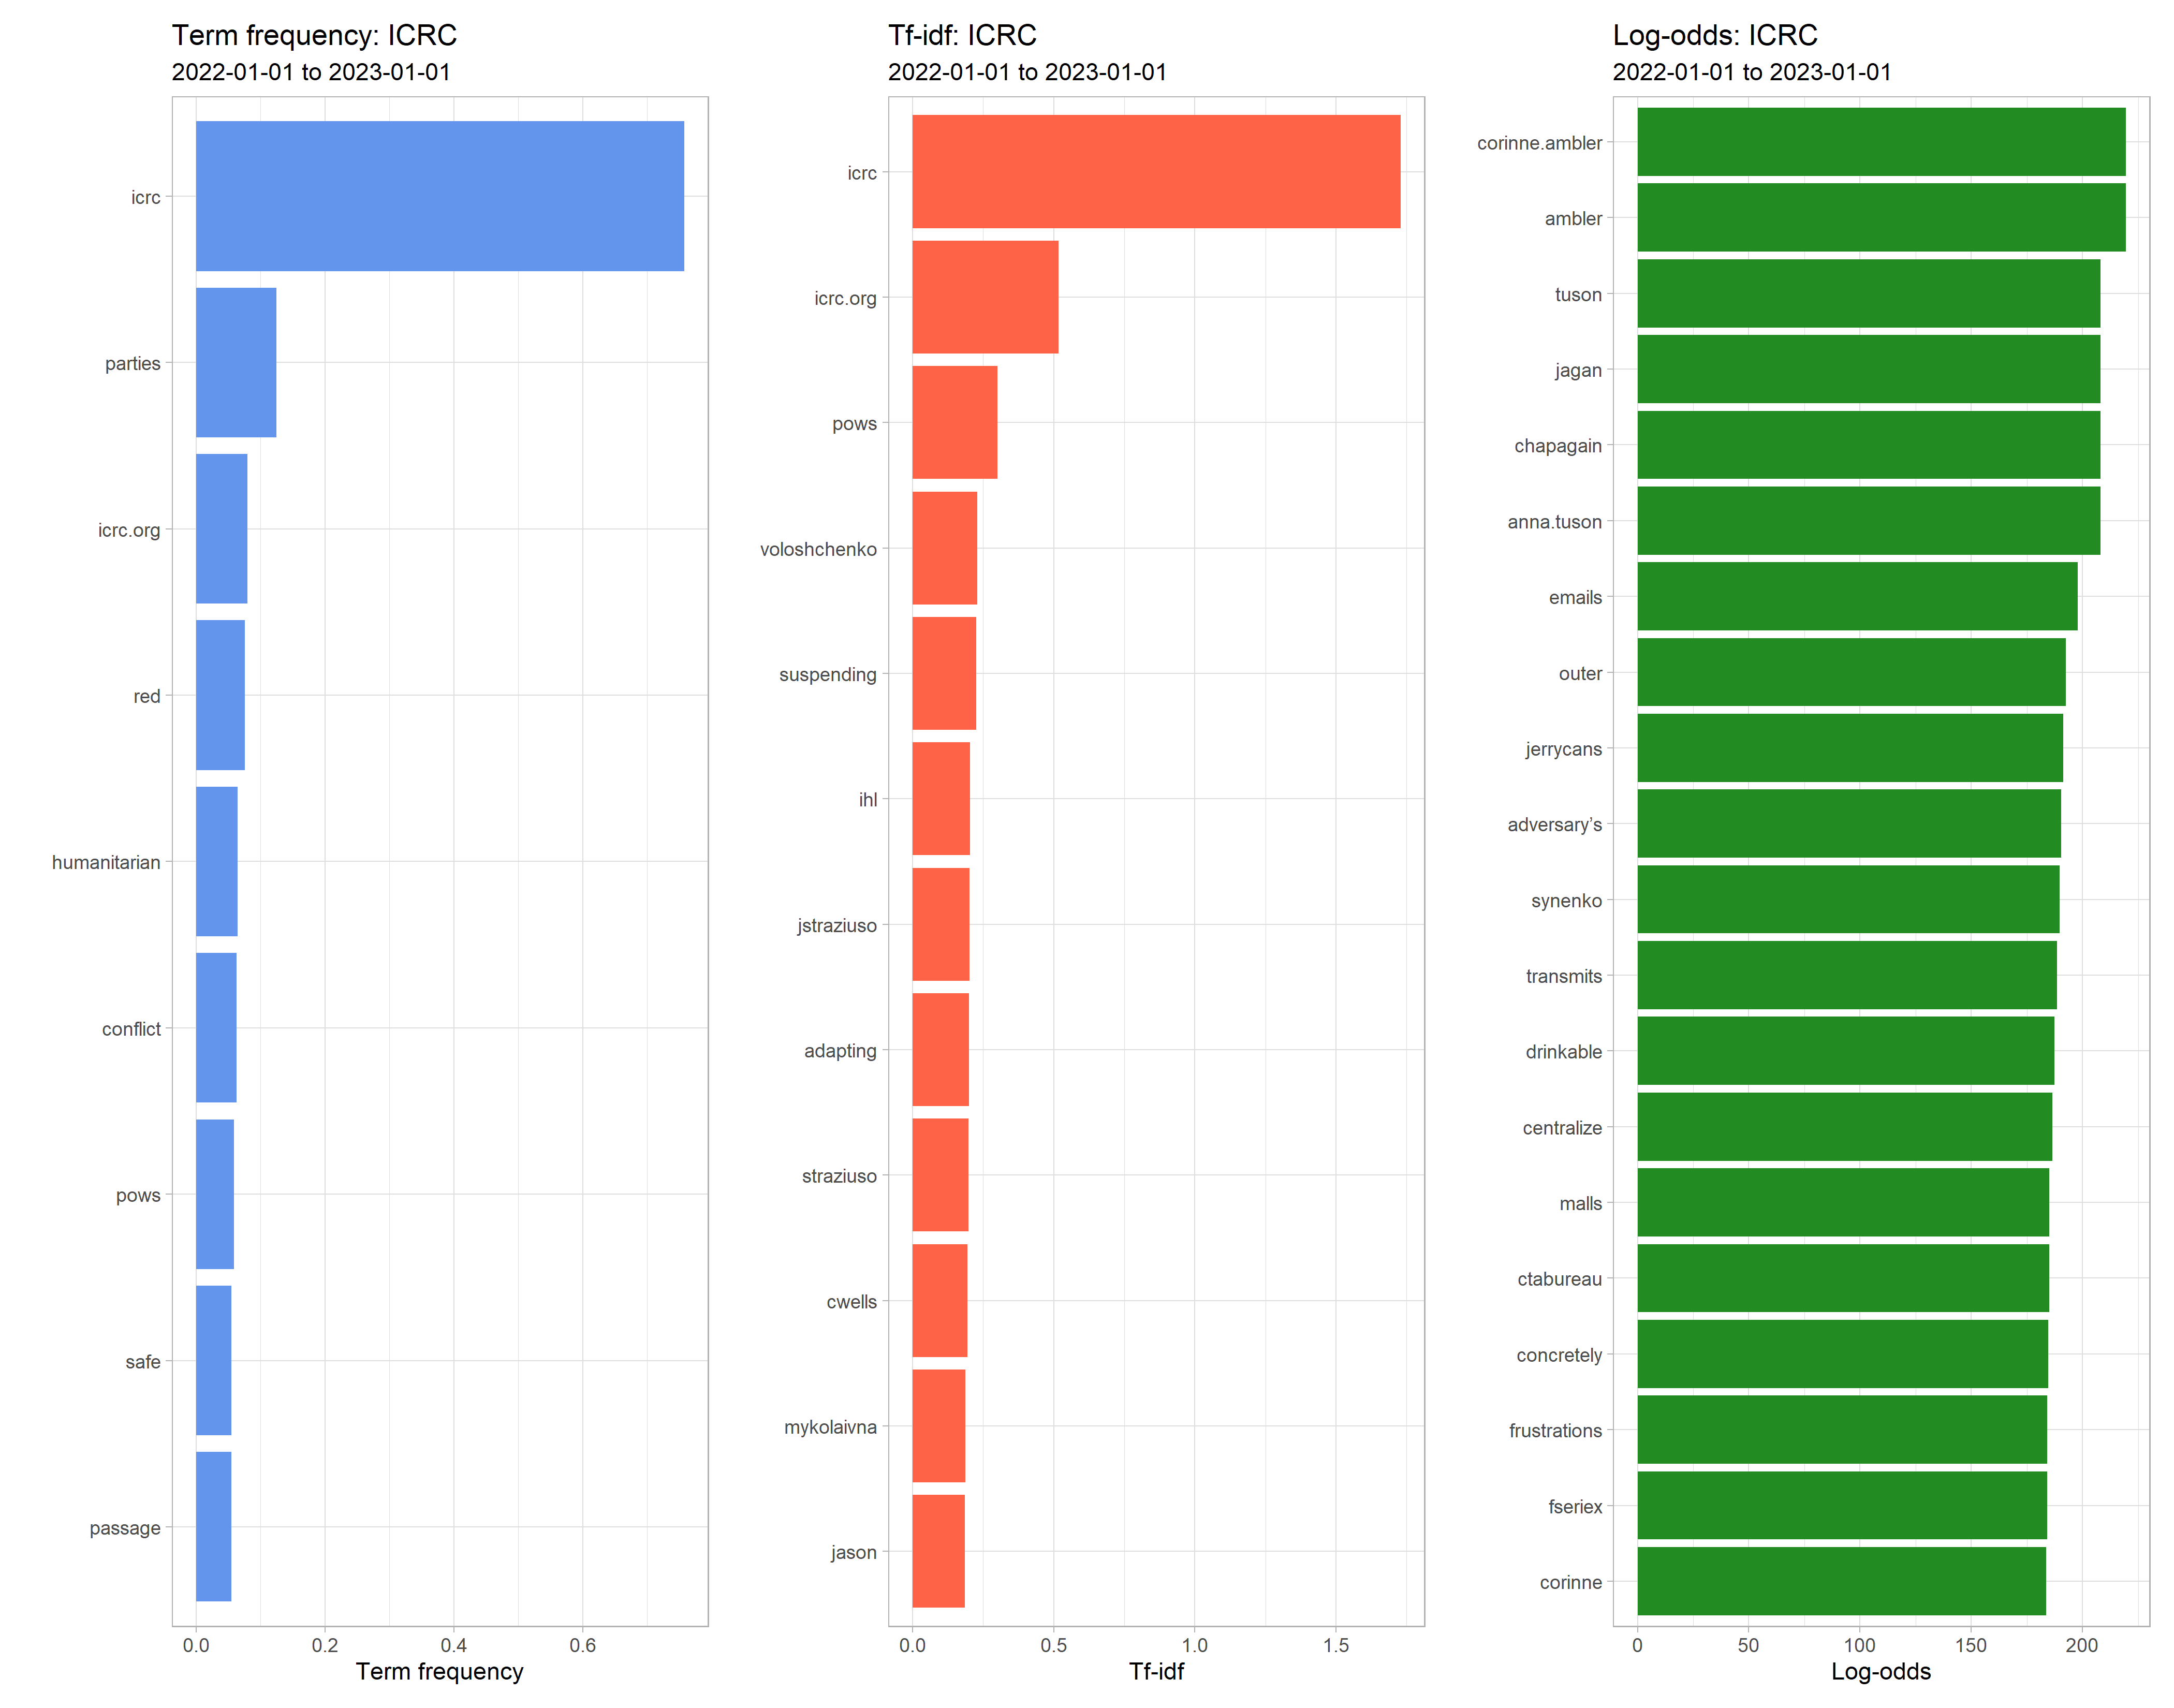 Term frequency: ICRC
2022-01-01 to 2023-01-01
icrc
parties
icrc.org
red
humanitarian
conflict
pows
safe
passage
0.0 0.2 0.4 0.6
Term frequency
Tf-idf: ICRC
2022-01-01 to 2023-01-01
icrc
icrc.org
pows
voloshchenko
suspending
ihl
jstraziuso
adapting
straziuso
cwells
mykolaivna
jason
0.0 0.5 1.0 1.5
Tf-idf
Log-odds: ICRC
2022-01-01 to 2023-01-01
corinne.ambler
ambler
tuson
jagan
chapagain
anna.tuson
emails
outer
jerrycans
adversary’s
synenko
transmits
drinkable
centralize
malls
ctabureau
concretely
frustrations
fseriex
corinne
0 50 100 150 200
Log-odds